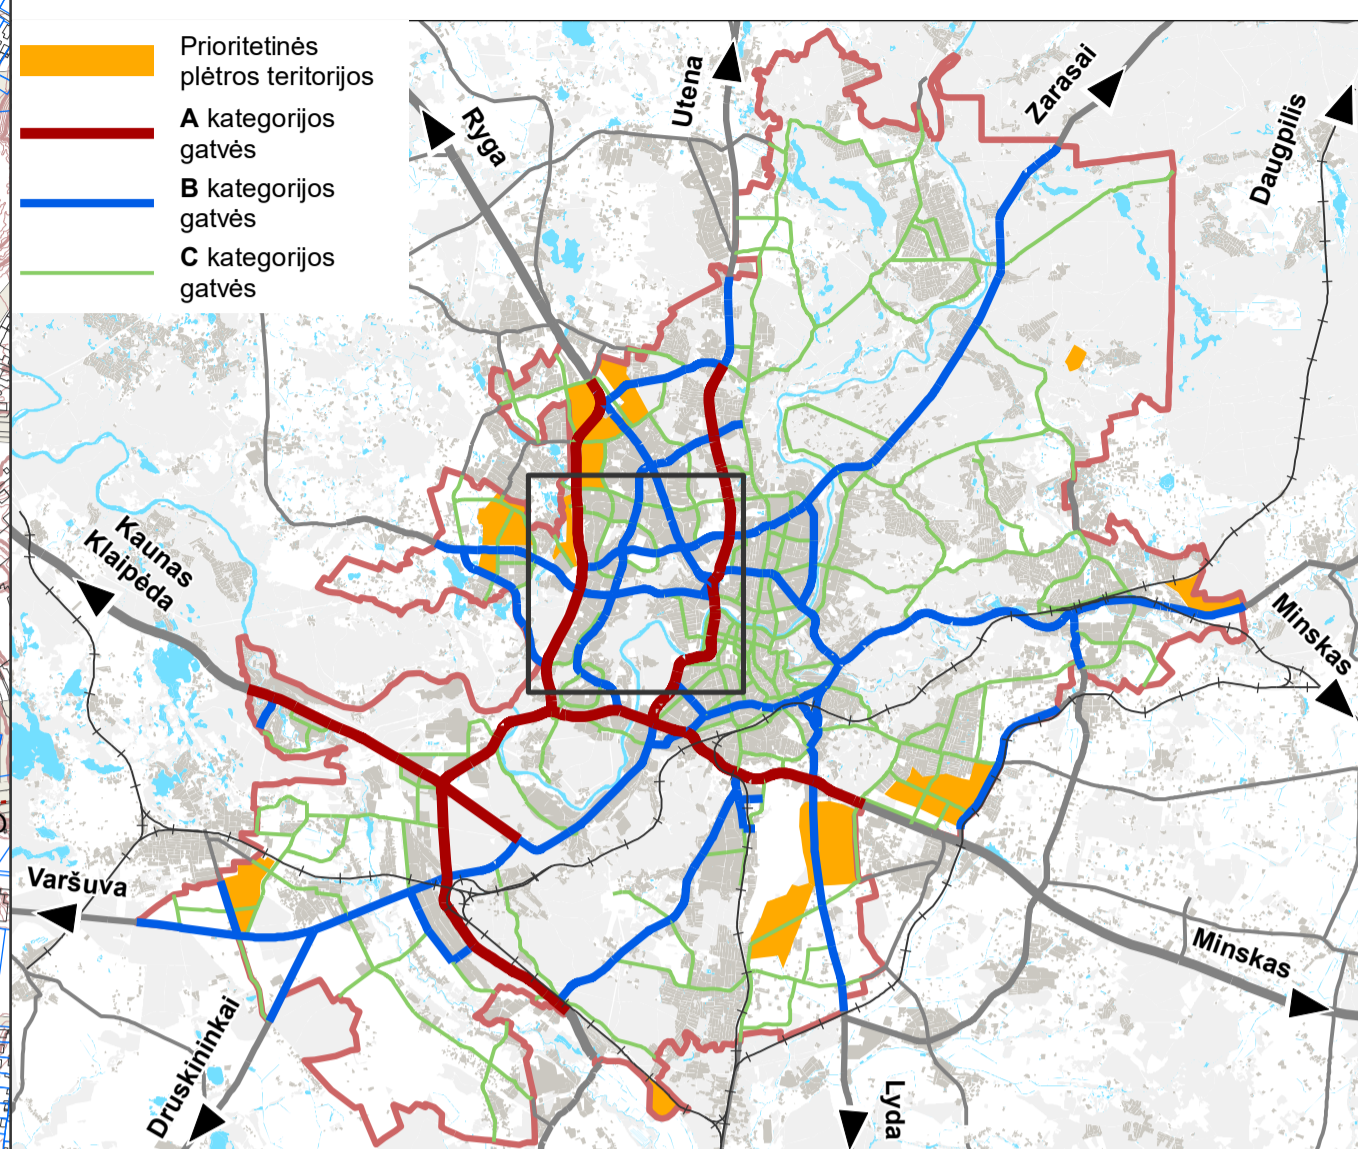 Prioritetinės
plėtros teritorijos
A kategorijos
gatvės
B kategorijos
gatvės
C kategorijos
gatvės
Ryga
Utena
Zarasai
Daugpilis
Kaunas
Klaipėda
Minskas
Varšuva
Minskas
Druskininkai
Lyda